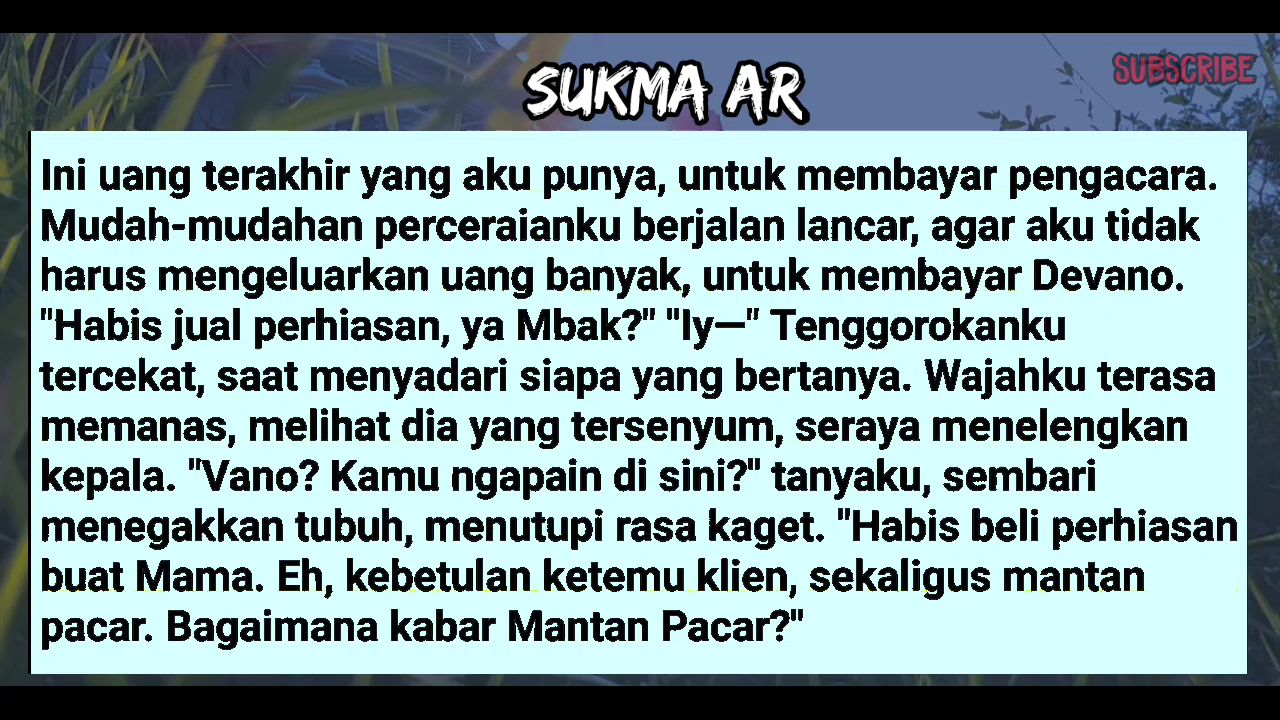 SUKMA AR
SUBSCRIBE
Ini uang terakhir yang aku punya, untuk membayar pengacara.
Mudah-mudahan perceraianku berjalan lancar, agar aku tidak
harus mengeluarkan uang banyak, untuk membayar Devano.
"Habis jual perhiasan, ya Mbak?" "Iy—" Tenggorokanku
tercekat, saat menyadari siapa yang bertanya. Wajahku terasa
memanas, melihat dia yang tersenyum, seraya menelengkan
kepala. "Vano? Kamu ngapain di sini?" tanyaku, sembari
menegakkan tubuh, menutupi rasa kaget. "Habis beli perhiasan
buat Mama. Eh, kebetulan ketemu klien, sekaligus mantan
pacar. Bagaimana kabar Mantan Pacar?"